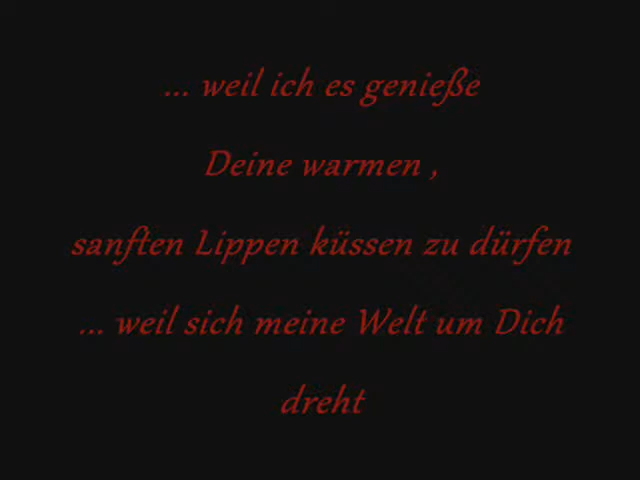 ... weil ich es genieße
Deine warmen ,
sanften Lippen küssen zu dürfen
... weil sich meine Welt um Dich
dreht